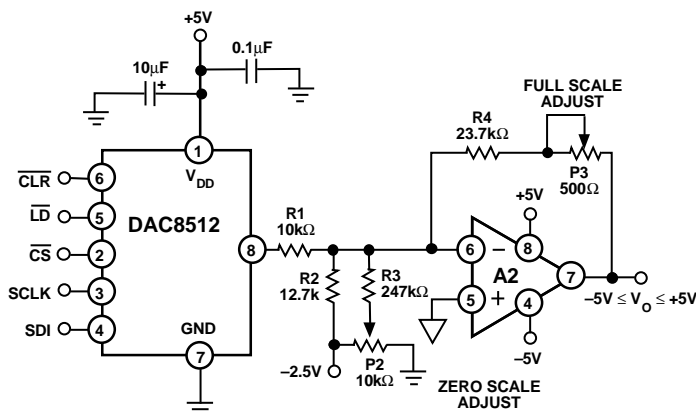 +5V
0.1µF
10µF
+
FULL SCALE
ADJUST
R4
23.7kΩ
P3
500Ω
1
V_DD
CLR
6
LD
5
DAC8512
CS
2
SCLK
3
SDI
4
GND
7
8
R1
10kΩ
R2
12.7k
R3
247kΩ
P2
10kΩ
–2.5V
+5V
6
–
8
A2
7
5
+
4
–5V
–5V ≤ V_O ≤ +5V
ZERO SCALE
ADJUST